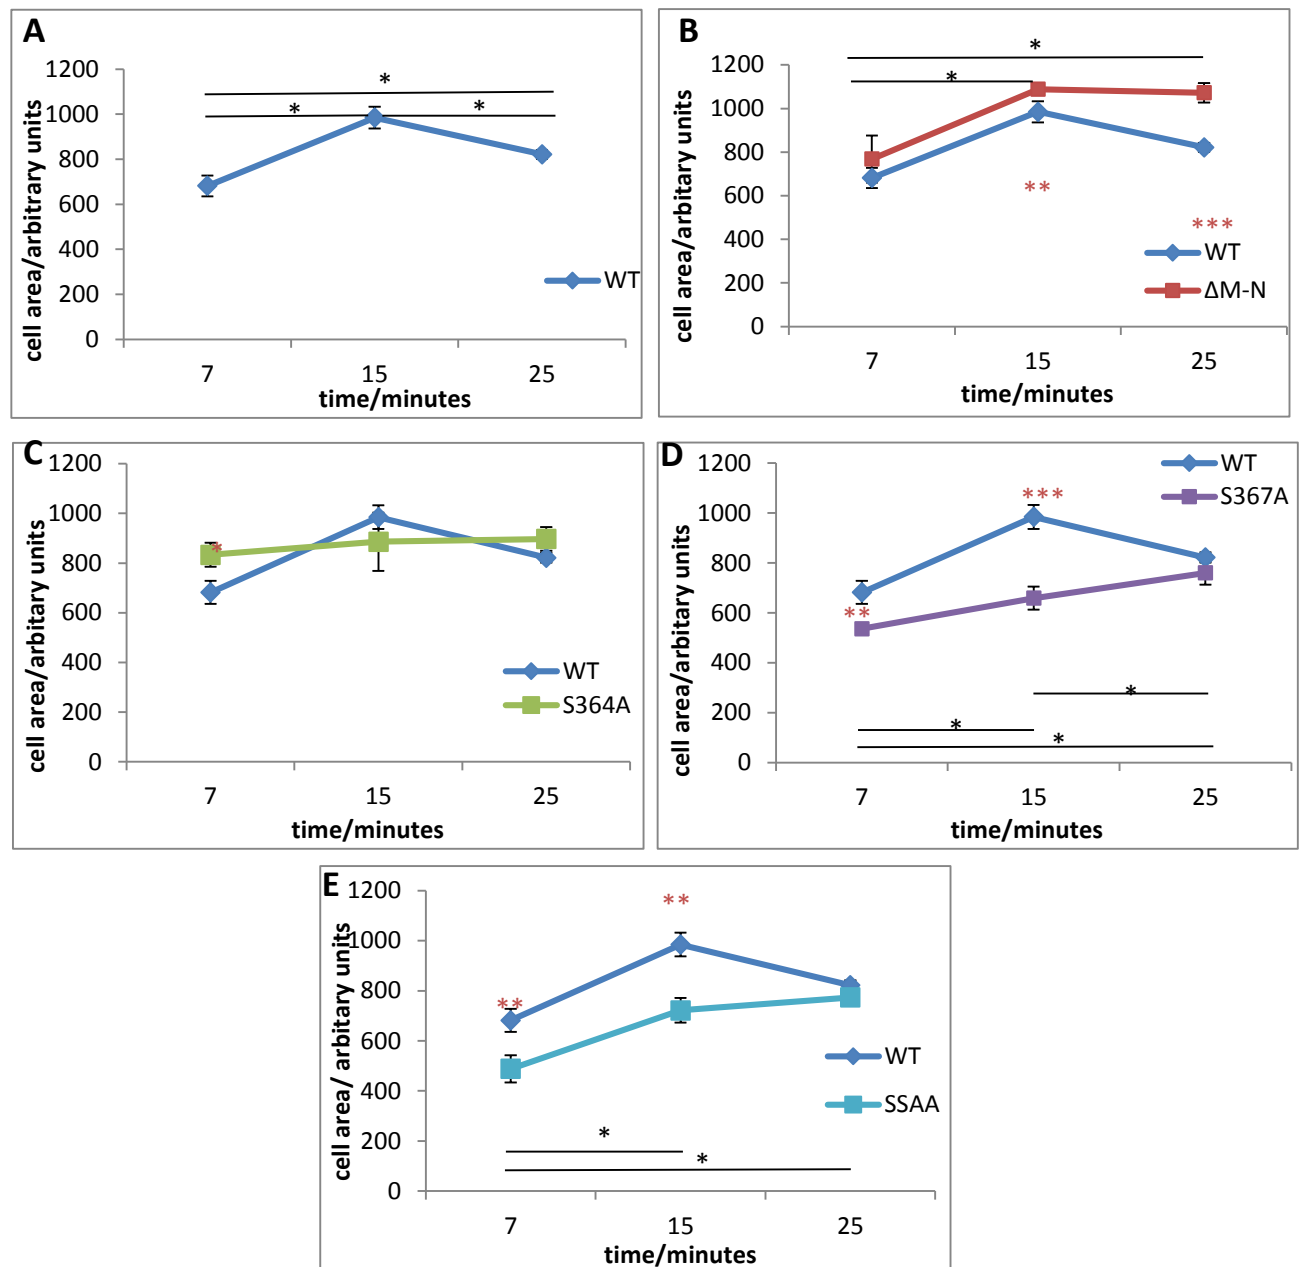 A
1200
1000
800
600
400
200
0
cell area/arbitrary units
*
*
*
WT
7 15 25
time/minutes
B
1200
1000
800
600
400
200
0
cell area/arbitary units
*
*
**
***
WT
ΔM-N
7 15 25
time/minutes
C
1200
1000
800
600
400
200
0
cell area/arbitary units
*
WT
S364A
7 15 25
time/minutes
D
1200
1000
800
600
400
200
0
cell area/arbitary units
WT
S367A
***
**
*
*
*
7 15 25
time/minutes
E
1200
1000
800
600
400
200
0
cell area/ arbitary units
**
**
WT
SSAA
*
*
7 15 25
time/minutes